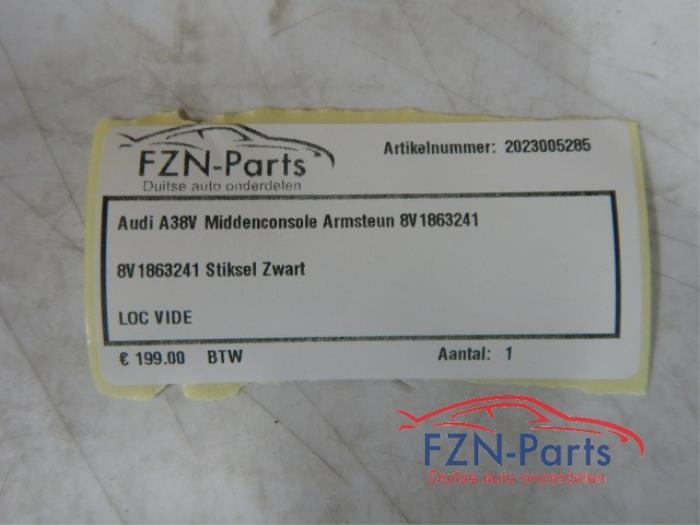 FZN-Parts
Duitse auto onderdelen
Artikelnummer: 2023005285
Audi A38V Middenconsole Armsteun 8V1863241
8V1863241 Stiksel Zwart
LOC VIDE
€ 199.00 BTW Aantal: 1
FZN-Parts
Duitse auto onderdelen